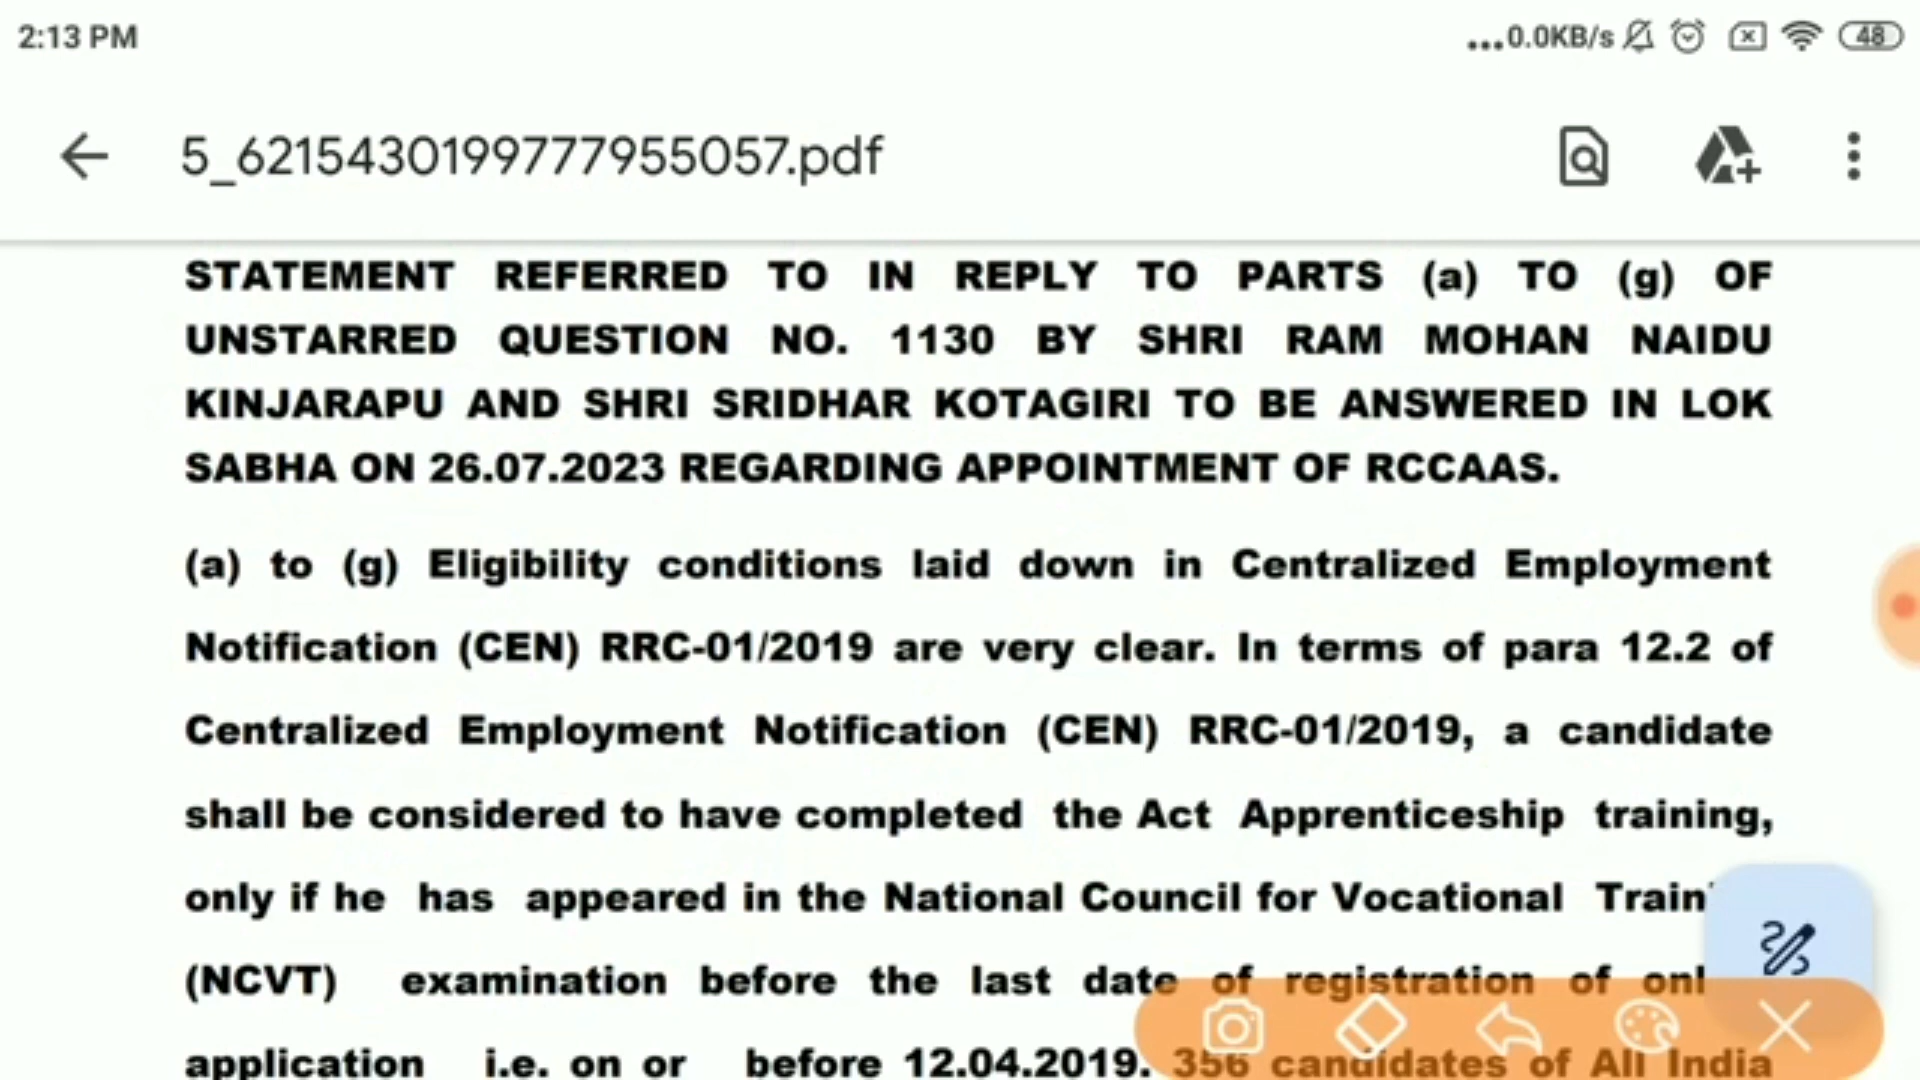 2:13 PM
...0.0KB/s
48
5_6215430199777955057.pdf
STATEMENT REFERRED TO IN REPLY TO PARTS (a) TO (g) OF
UNSTARRED QUESTION NO. 1130 BY SHRI RAM MOHAN NAIDU
KINJARAPU AND SHRI SRIDHAR KOTAGIRI TO BE ANSWERED IN LOK
SABHA ON 26.07.2023 REGARDING APPOINTMENT OF RCCAAS.
(a) to (g) Eligibility conditions laid down in Centralized Employment
Notification (CEN) RRC-01/2019 are very clear. In terms of para 12.2 of
Centralized Employment Notification (CEN) RRC-01/2019, a candidate
shall be considered to have completed the Act Apprenticeship training,
only if he has appeared in the National Council for Vocational Train
(NCVT) examination before the last date of registration of onl
application i.e. on or before 12.04.2019. 356 candidates of All India